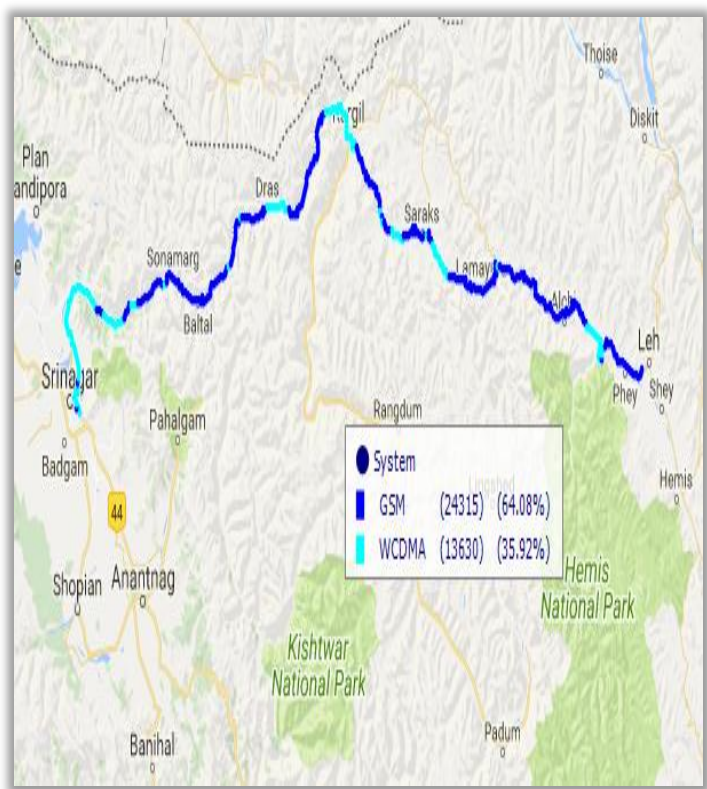 Thoise
Diskit
Kargil
Plan
andipora
Dras
Saraks
Sonamarg
Lamayu
e
Baltal
Alchi
Leh
Srinagar
Phey
Shey
Pahalgam
Rangdum
Badgam
System
Lingshed
Hemis
GSM (24315) (64.08%)
44
WCDMA (13630) (35.92%)
Shopian
Anantnag
Hemis
National Park
Kishtwar
National Park
Padum
Banihal